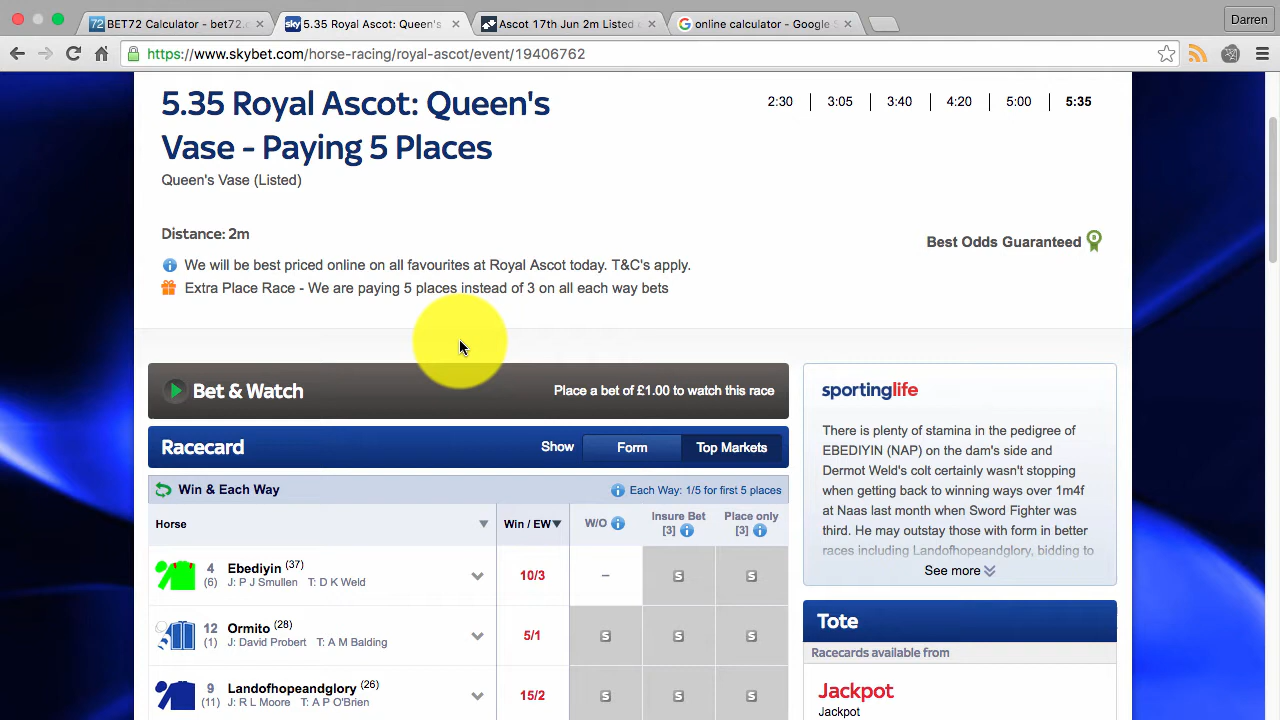 BET72 Calculator - bet72.c
sky 5.35 Royal Ascot: Queen's
Ascot 17th Jun 2m Listed
online calculator - Google S
Darren
https://www.skybet.com/horse-racing/royal-ascot/event/19406762
5.35 Royal Ascot: Queen's
Vase - Paying 5 Places
2:30 3:05 3:40 4:20 5:00 5:35
Queen's Vase (Listed)
Distance: 2m
Best Odds Guaranteed
We will be best priced online on all favourites at Royal Ascot today. T&C's apply.
Extra Place Race - We are paying 5 places instead of 3 on all each way bets
Bet & Watch
Place a bet of £1.00 to watch this race
Racecard
Show Form Top Markets
Win & Each Way
Each Way: 1/5 for first 5 places
Horse Win / EW W/O Insure Bet [3] Place only [3]
4 Ebediyin (37) 10/3 – S S
(6) J: P J Smullen T: D K Weld
12 Ormito (28) 5/1 S S S
(1) J: David Probert T: A M Balding
9 Landofhopeandglory (26) 15/2 S S S
(11) J: R L Moore T: A P O'Brien
sportinglife
There is plenty of stamina in the pedigree of
EBEDIYIN (NAP) on the dam's side and
Dermot Weld's colt certainly wasn't stopping
when getting back to winning ways over 1m4f
at Naas last month when Sword Fighter was
third. He may outstay those with form in better
races including Landofhopeandglory, bidding to
See more
Tote
Racecards available from
Jackpot
Jackpot